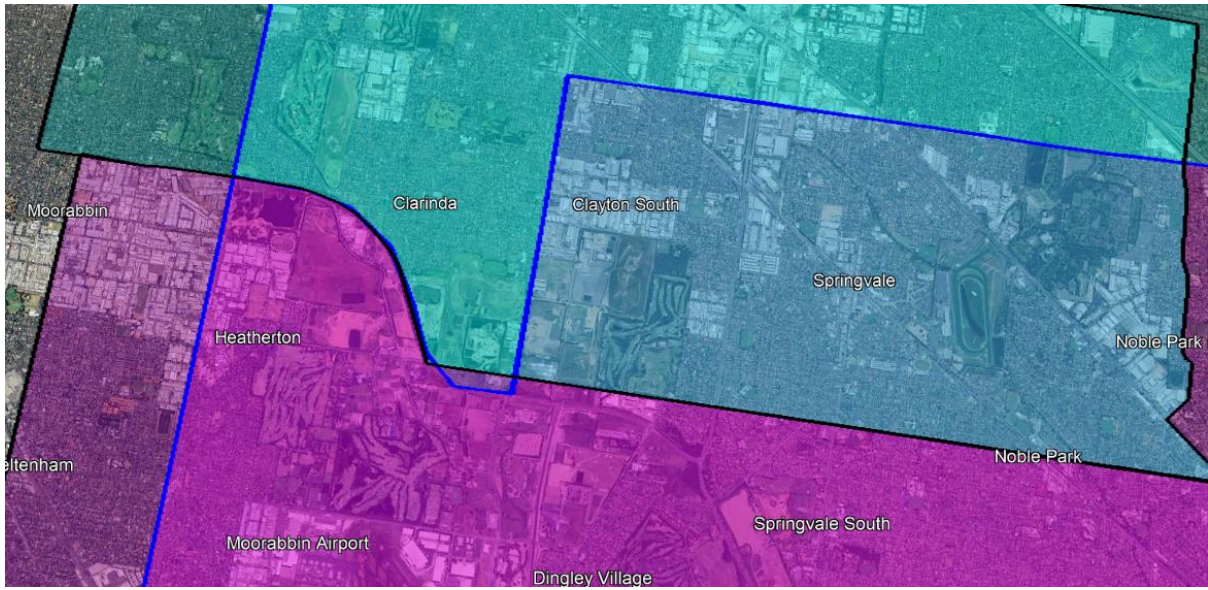 Clarinda
Moorabbin
Clayton South
Springvale
Heatherton
Noble Park
Noble Park
eltenham
Springvale South
Moorabbin Airport
Dingley Village